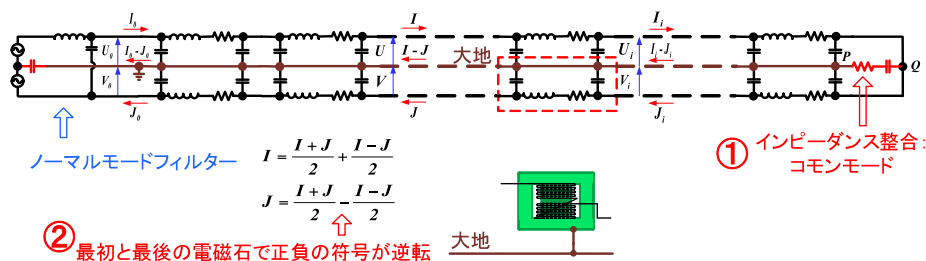 I₀ I Iᵢ
U₀ I₀-J₀ U I-J 大地 Uᵢ Iᵢ-Jᵢ P Q
V₀ V Vᵢ
J₀ J Jᵢ
ノーマルモードフィルター
① インピーダンス整合:
コモンモード
I = (I+J)/2 + (I-J)/2
J = (I+J)/2 - (I-J)/2
② 最初と最後の電磁石で正負の符号が逆転
大地